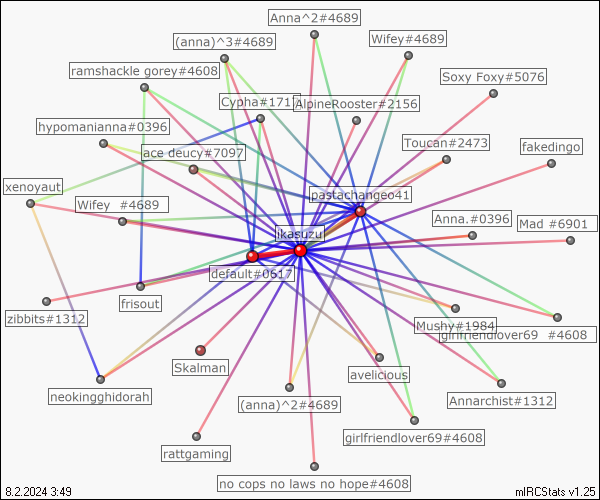 Anna^2#4689
(anna)^3#4689
Wifey#4689
ramshackle gorey#4608
Soxy Foxy#5076
Cypha#171
AlpineRooster#2156
hypomanianna#0396
Toucan#2473
ace deucy#7097
fakedingo
xenoyaut
pastachangeo41
Wifey #4689
Anna.#0396
Mad #6901
ikasuzu
default#0617
frisout
zibbits#1312
Mushy#1984
girlfriendlover69 #4608
Skalman
avelicious
neokingghidorah
(anna)^2#4689
Annarchist#1312
girlfriendlover69#4608
rattgaming
no cops no laws no hope#4608
8.2.2024 3:49
mIRCStats v1.25